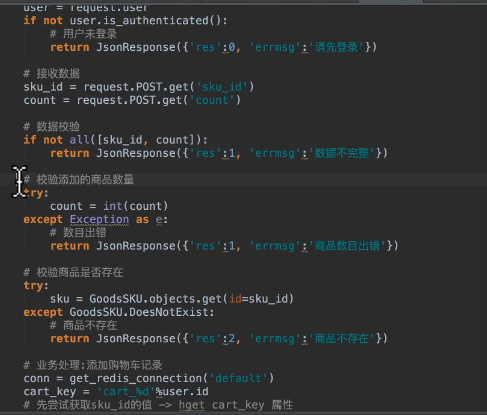 user = request.user
if not user.is_authenticated():
# 用户未登录
return JsonResponse({'res':0, 'errmsg':'请先登录'})
# 接收数据
sku_id = request.POST.get('sku_id')
count = request.POST.get('count')
# 数据校验
if not all([sku_id, count]):
return JsonResponse({'res':1, 'errmsg':'数据不完整'})
# 校验添加的商品数量
try:
count = int(count)
except Exception as e:
# 数目出错
return JsonResponse({'res':1, 'errmsg':'商品数目出错'})
# 校验商品是否存在
try:
sku = GoodsSKU.objects.get(id=sku_id)
except GoodsSKU.DoesNotExist:
# 商品不存在
return JsonResponse({'res':2, 'errmsg':'商品不存在'})
# 业务处理:添加购物车记录
conn = get_redis_connection('default')
cart_key = 'cart_%d'%user.id
# 先尝试获取sku_id的值 -> hget cart_key 属性